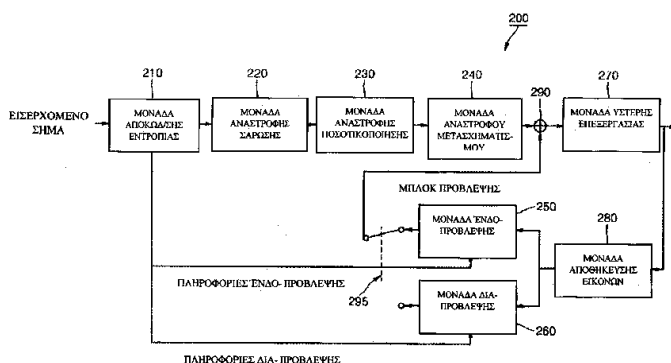 200
210
220
230
240
290
270
ΕΙΣΕΡΧΟΜΕΝΟ
ΣΗΜΑ
ΜΟΝΑΔΑ
ΑΠΟΚΩΔ/ΣΗΣ
ΕΝΤΡΟΠΙΑΣ
ΜΟΝΑΔΑ
ΑΝΑΣΤΡΟΦΗΣ
ΣΑΡΩΣΗΣ
ΜΟΝΑΔΑ
ΑΝΑΣΤΡΟΦΗΣ
ΠΟΣΟΤΙΚΟΠΟΙΗΣΗΣ
ΜΟΝΑΔΑ
ΑΝΑΣΤΡΟΦΟΥ
ΜΕΤΑΣΧΗΜΑΤΙΣ-
ΜΟΥ
ΜΟΝΑΔΑ ΥΣΤΕΡΗΣ
ΕΠΕΞΕΡΓΑΣΙΑΣ
ΜΠΛΟΚ ΠΡΟΒΛΕΨΗΣ
250
ΜΟΝΑΔΑ ΈΝΔΟ-
ΠΡΟΒΛΕΨΗΣ
280
ΜΟΝΑΔΑ
ΑΠΟΘΗΚΕΥΣΗΣ
ΕΙΚΟΝΩΝ
ΠΛΗΡΟΦΟΡΙΕΣ ΈΝΔΟ- ΠΡΟΒΛΕΨΗΣ
295
ΜΟΝΑΔΑ ΔΙΑ-
ΠΡΟΒΛΕΨΗΣ
260
ΠΛΗΡΟΦΟΡΙΕΣ ΔΙΑ- ΠΡΟΒΛΕΨΗΣ